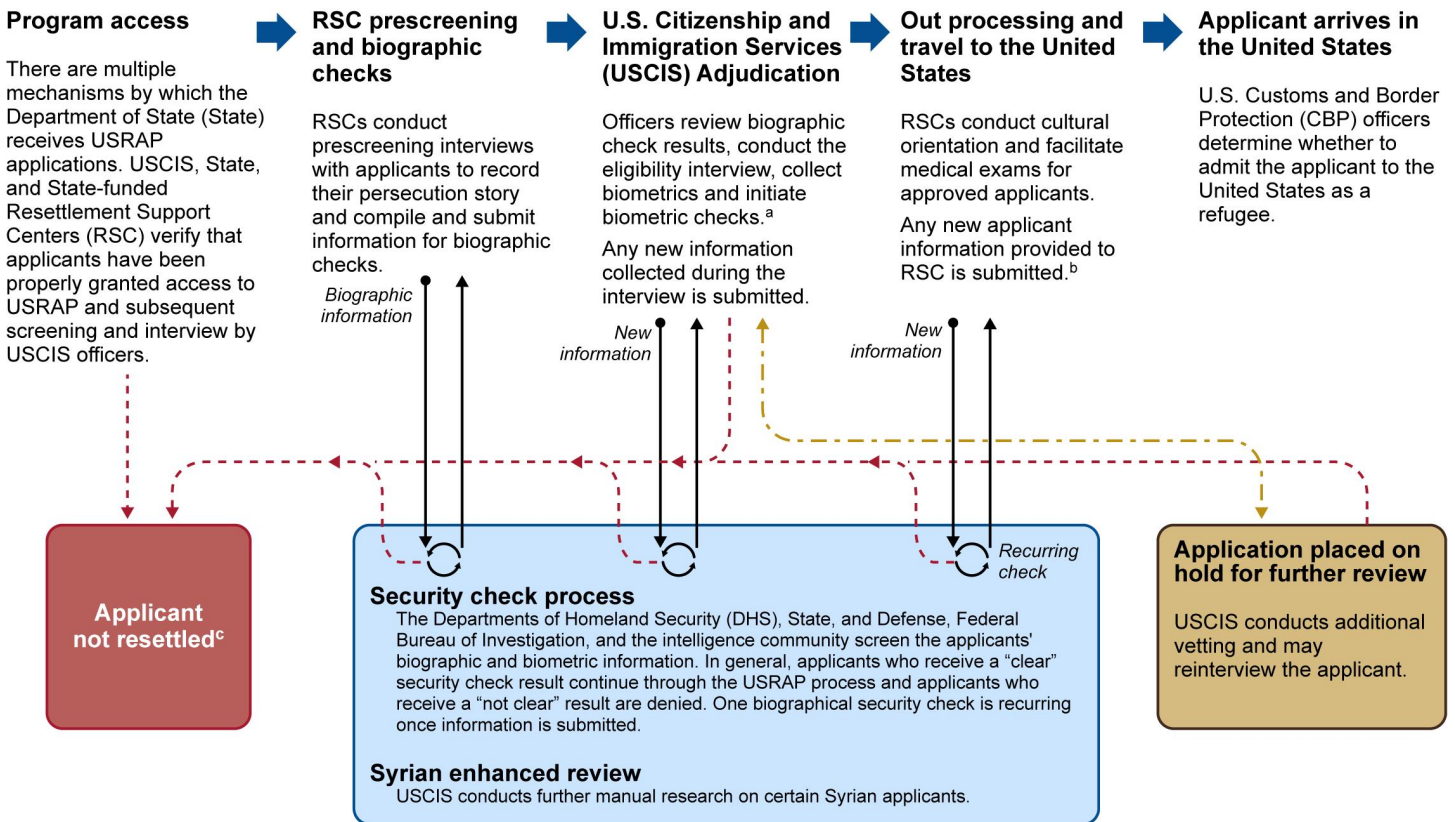 Program access
There are multiple
mechanisms by which the
Department of State (State)
receives USRAP
applications. USCIS, State,
and State-funded
Resettlement Support
Centers (RSC) verify that
applicants have been
properly granted access to
USRAP and subsequent
screening and interview by
USCIS officers.
RSC prescreening
and biographic
checks
RSCs conduct
prescreening interviews
with applicants to record
their persecution story
and compile and submit
information for biographic
checks.
Biographic
information
U.S. Citizenship and
Immigration Services
(USCIS) Adjudication
Officers review biographic
check results, conduct the
eligibility interview, collect
biometrics and initiate
biometric checks.ᵃ
Any new information
collected during the
interview is submitted.
New
information
Out processing and
travel to the United
States
RSCs conduct cultural
orientation and facilitate
medical exams for
approved applicants.
Any new applicant
information provided to
RSC is submitted.ᵇ
New
information
Applicant arrives in
the United States
U.S. Customs and Border
Protection (CBP) officers
determine whether to
admit the applicant to the
United States as a
refugee.
Applicant
not resettledᶜ
Recurring
check
Security check process
The Departments of Homeland Security (DHS), State, and Defense, Federal
Bureau of Investigation, and the intelligence community screen the applicants'
biographic and biometric information. In general, applicants who receive a “clear”
security check result continue through the USRAP process and applicants who
receive a “not clear” result are denied. One biographical security check is recurring
once information is submitted.
Syrian enhanced review
USCIS conducts further manual research on certain Syrian applicants.
Application placed on
hold for further review
USCIS conducts additional
vetting and may
reinterview the applicant.